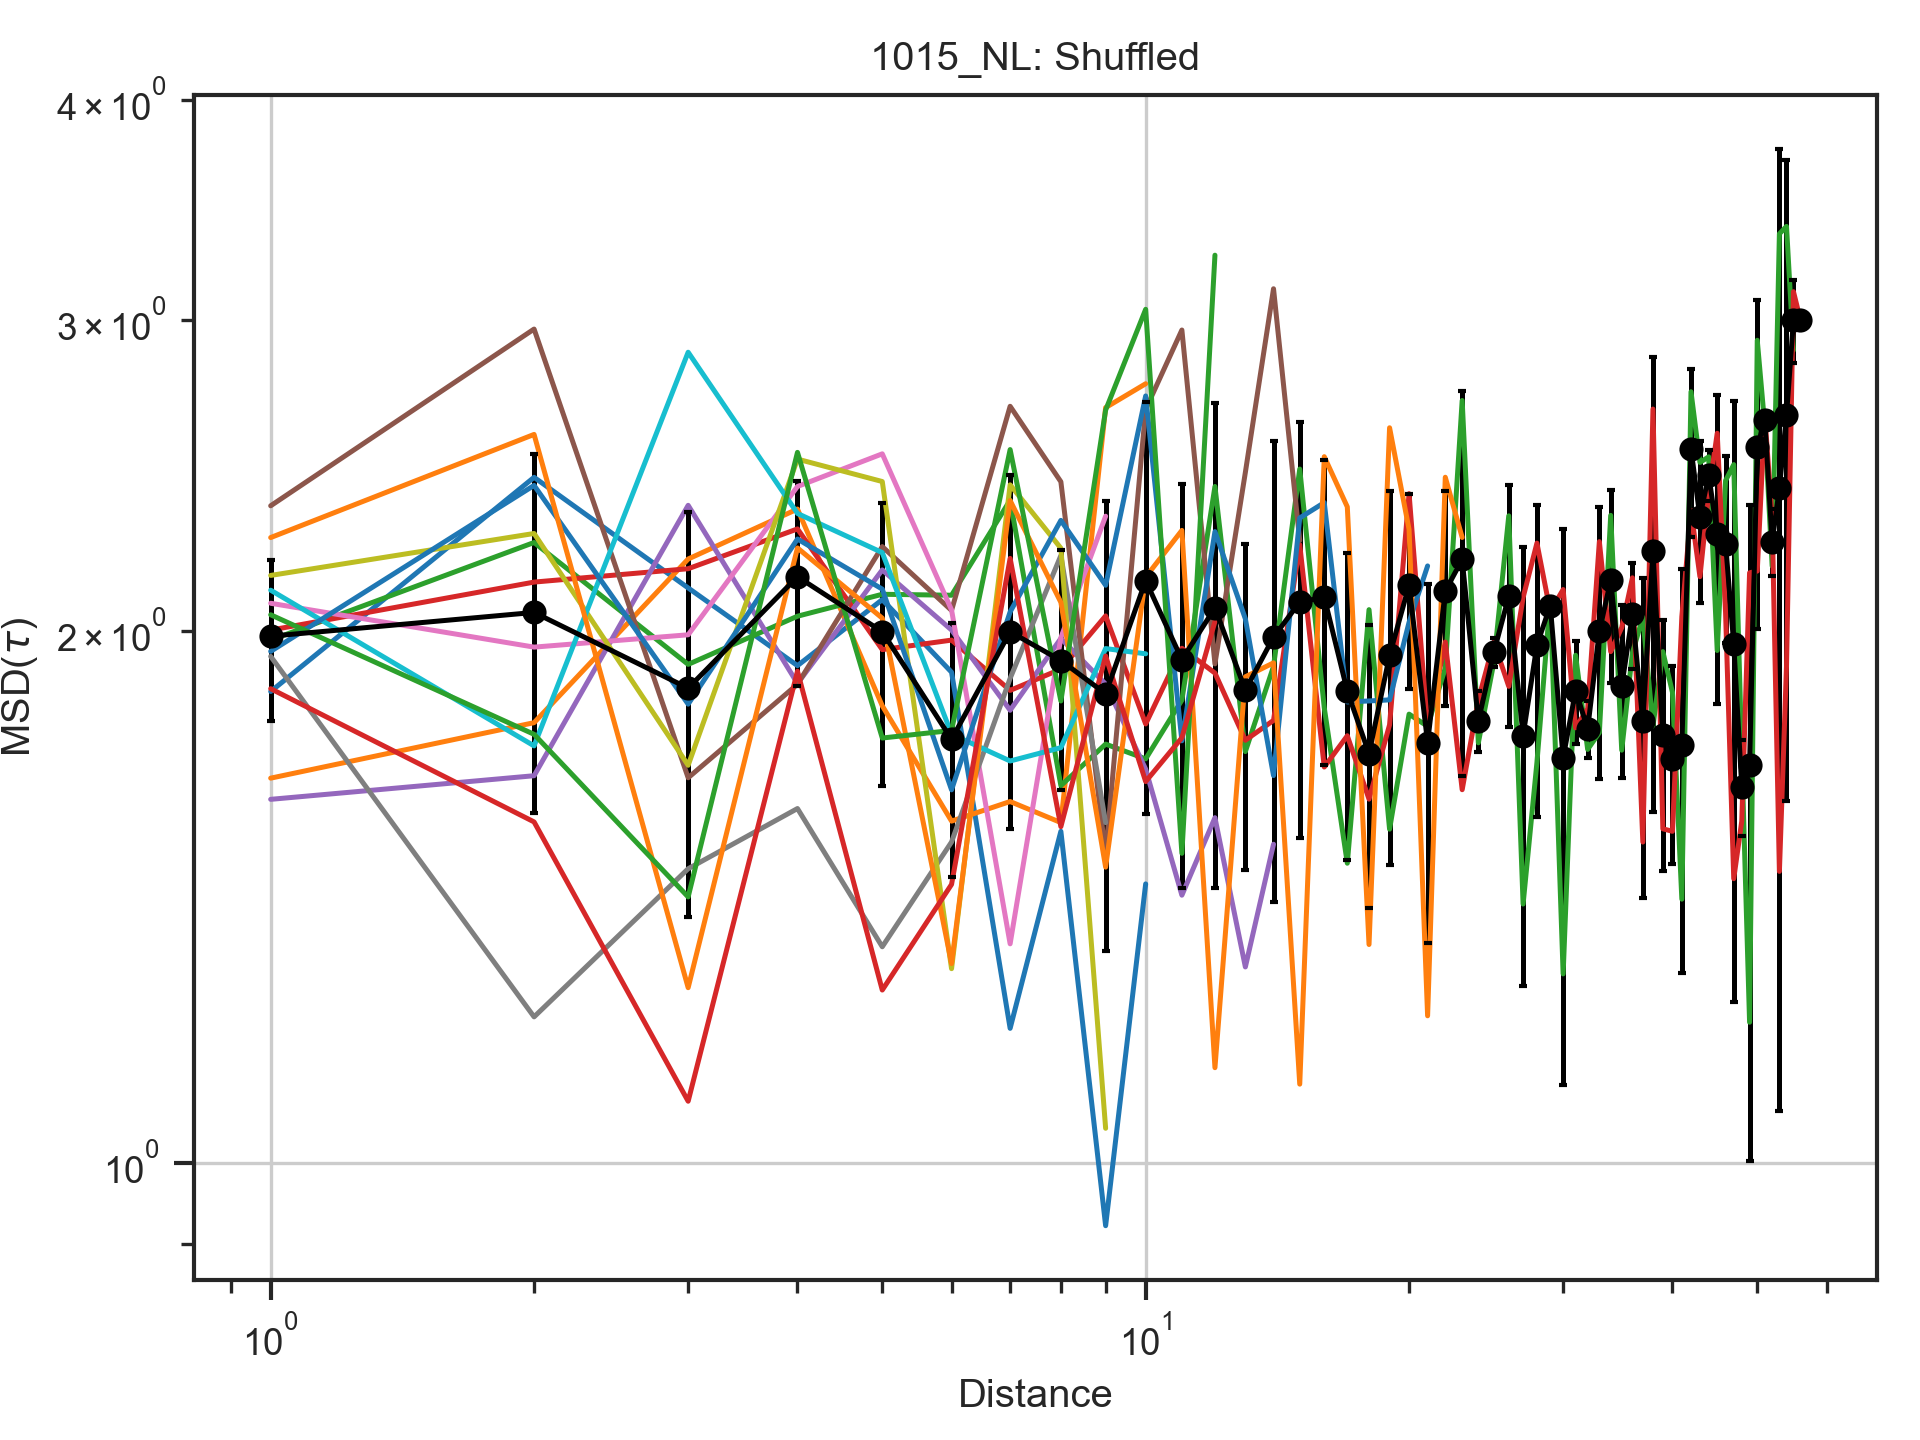 1015_NL: Shuffled
4 × 10⁰
3 × 10⁰
2 × 10⁰
10⁰
MSD(τ)
10⁰ 10¹
Distance